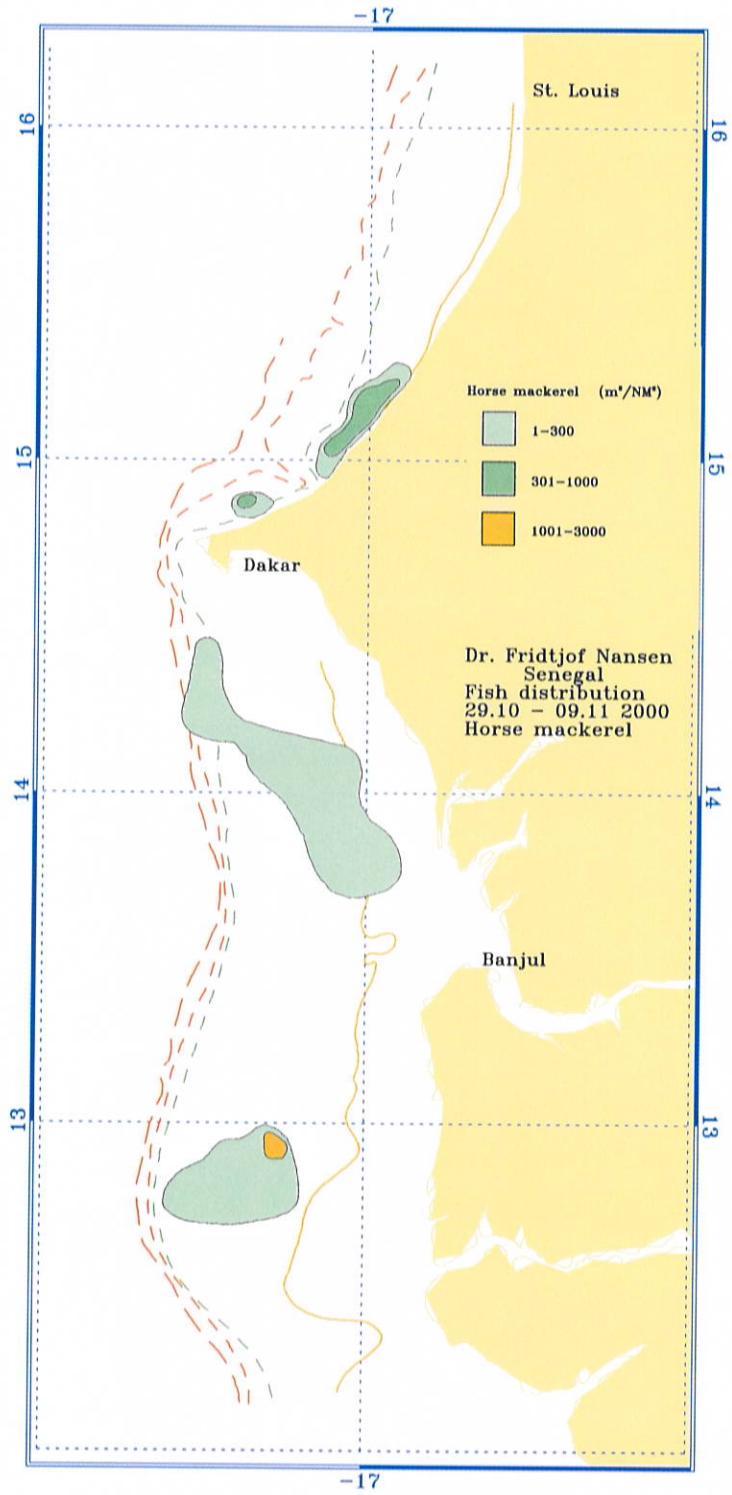 -17
St. Louis
16
16
Horse mackerel (m²/NM²)
1-300
15
15
301-1000
1001-3000
Dakar
Dr. Fridtjof Nansen
Senegal
Fish distribution
29.10 - 09.11 2000
Horse mackerel
14
14
Banjul
13
13
-17